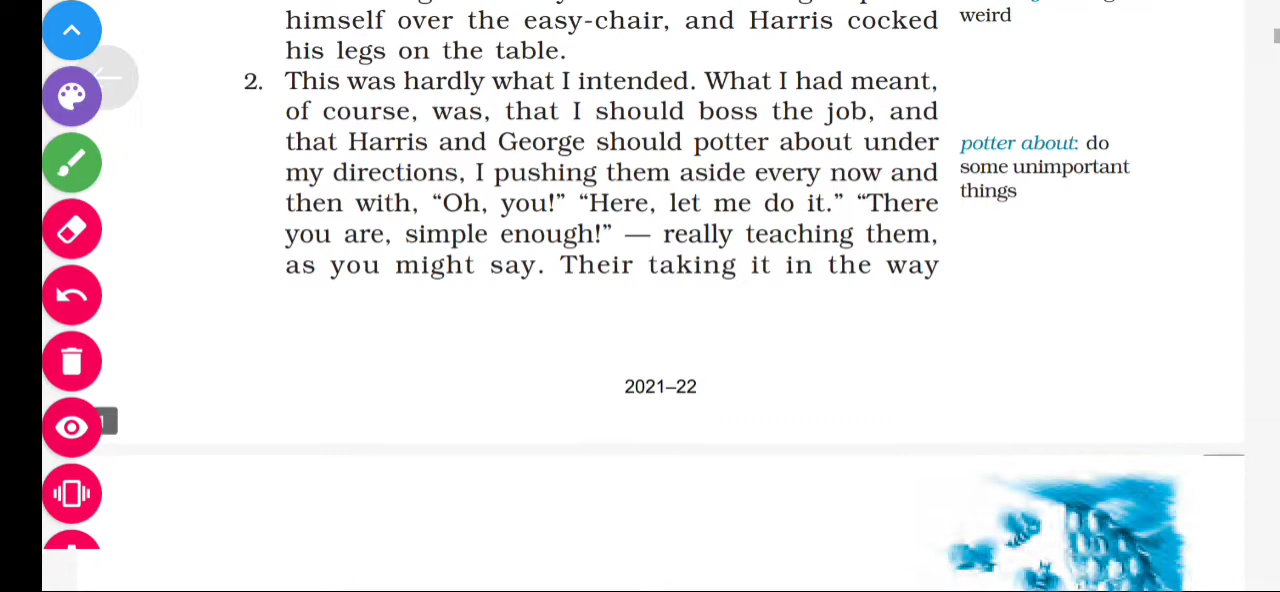 himself over the easy-chair, and Harris cocked
his legs on the table.
weird
2. This was hardly what I intended. What I had meant,
of course, was, that I should boss the job, and
that Harris and George should potter about under
my directions, I pushing them aside every now and
then with, “Oh, you!” “Here, let me do it.” “There
you are, simple enough!” — really teaching them,
as you might say. Their taking it in the way
potter about: do
some unimportant
things
2021–22